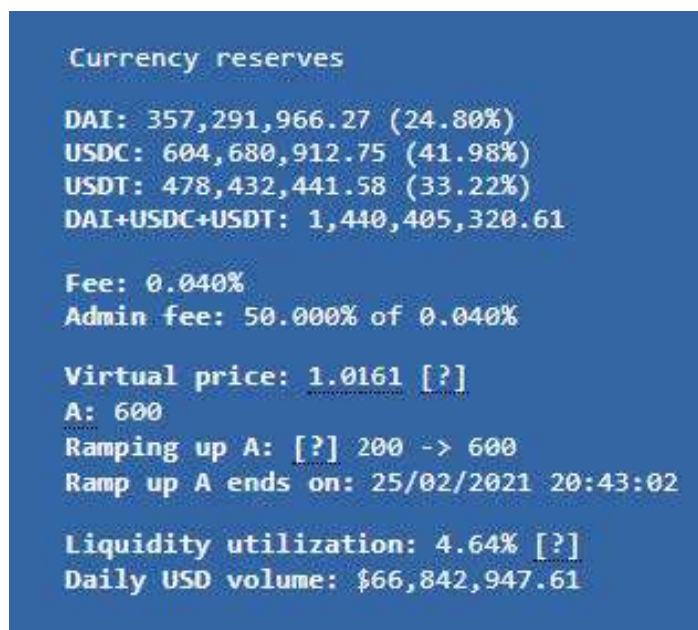 Currency reserves
DAI: 357,291,966.27 (24.80%)
USDC: 604,680,912.75 (41.98%)
USDT: 478,432,441.58 (33.22%)
DAI+USDC+USDT: 1,440,405,320.61
Fee: 0.040%
Admin fee: 50.000% of 0.040%
Virtual price: 1.0161 [?]
A: 600
Ramping up A: [?] 200 -> 600
Ramp up A ends on: 25/02/2021 20:43:02
Liquidity utilization: 4.64% [?]
Daily USD volume: $66,842,947.61